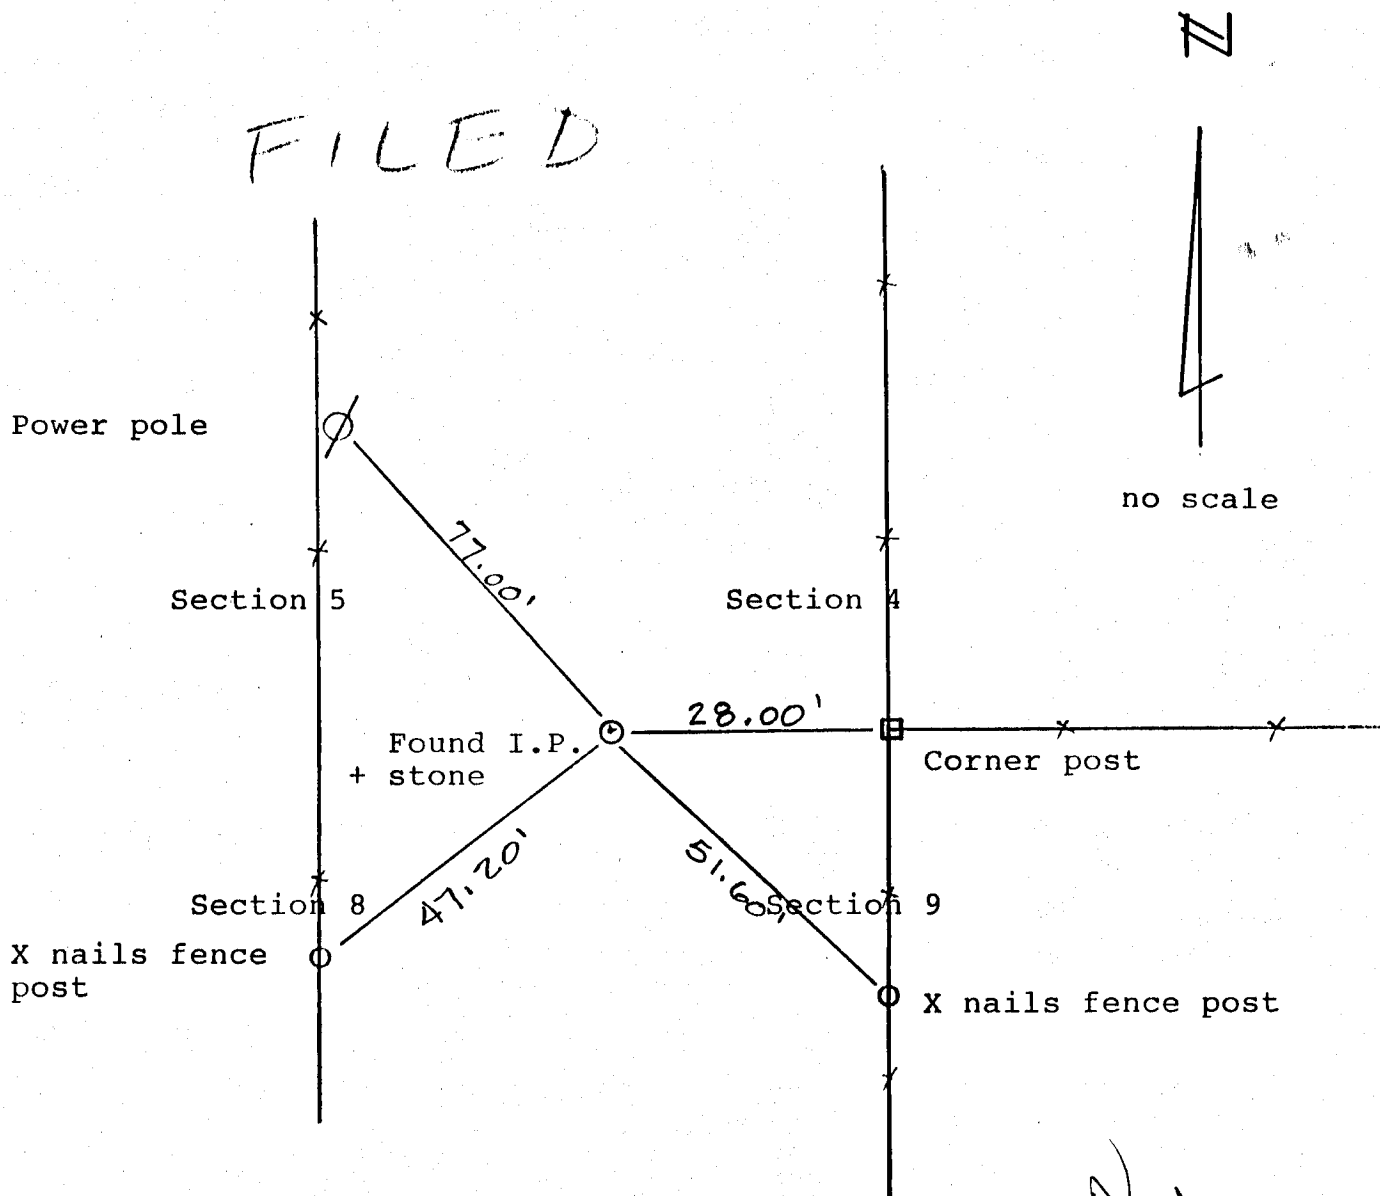 N
FILED
Power pole
no scale
77.00'
Section 5
Section 4
28.00'
Found I.P.
+ stone
Corner post
47.20'
51.60'
Section 8
Section 9
X nails fence
post
X nails fence post